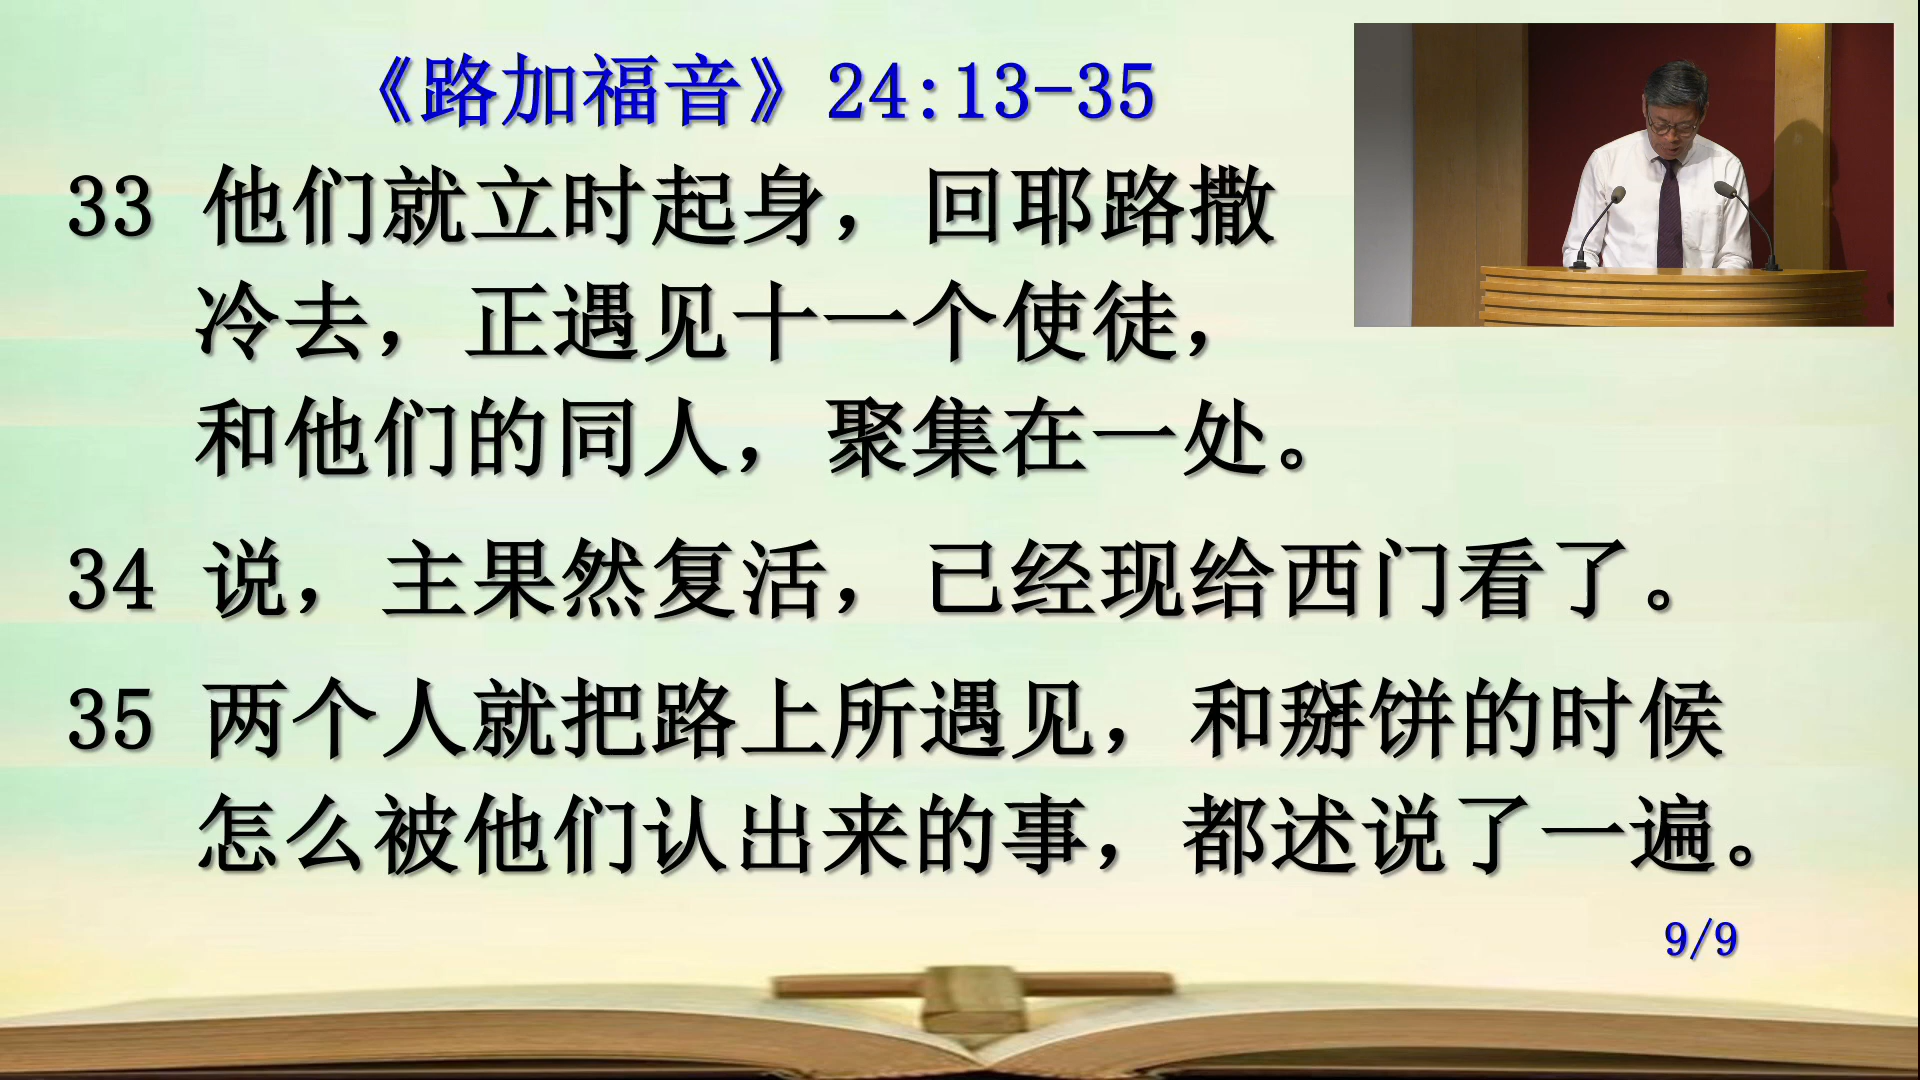 《路加福音》24:13-35
33 他们就立时起身，回耶路撒
冷去，正遇见十一个使徒，
和他们的同人，聚集在一处。
34 说，主果然复活，已经现给西门看了。
35 两个人就把路上所遇见，和掰饼的时候
怎么被他们认出来的事，都述说了一遍。
9/9